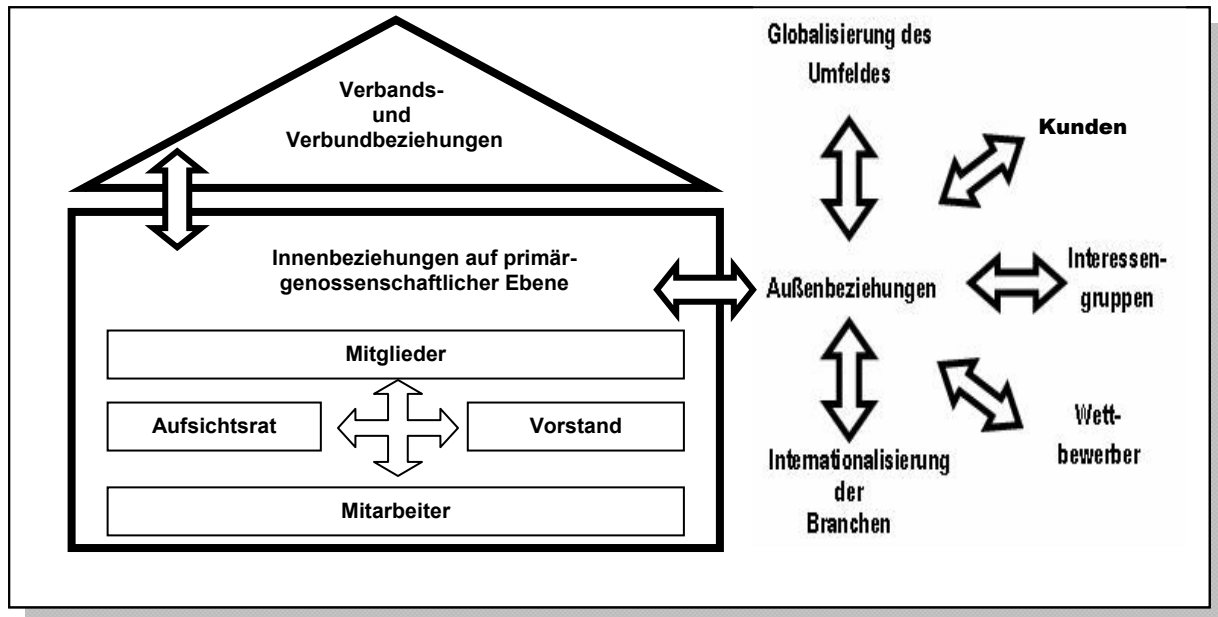 Verbands-
und
Verbundbeziehungen
Innenbeziehungen auf primär-
genossenschaftlicher Ebene
Mitglieder
Aufsichtsrat
Vorstand
Mitarbeiter
Globalisierung des
Umfeldes
Kunden
Außenbeziehungen
Interessen-
gruppen
Wett-
bewerber
Internationalisierung
der
Branchen